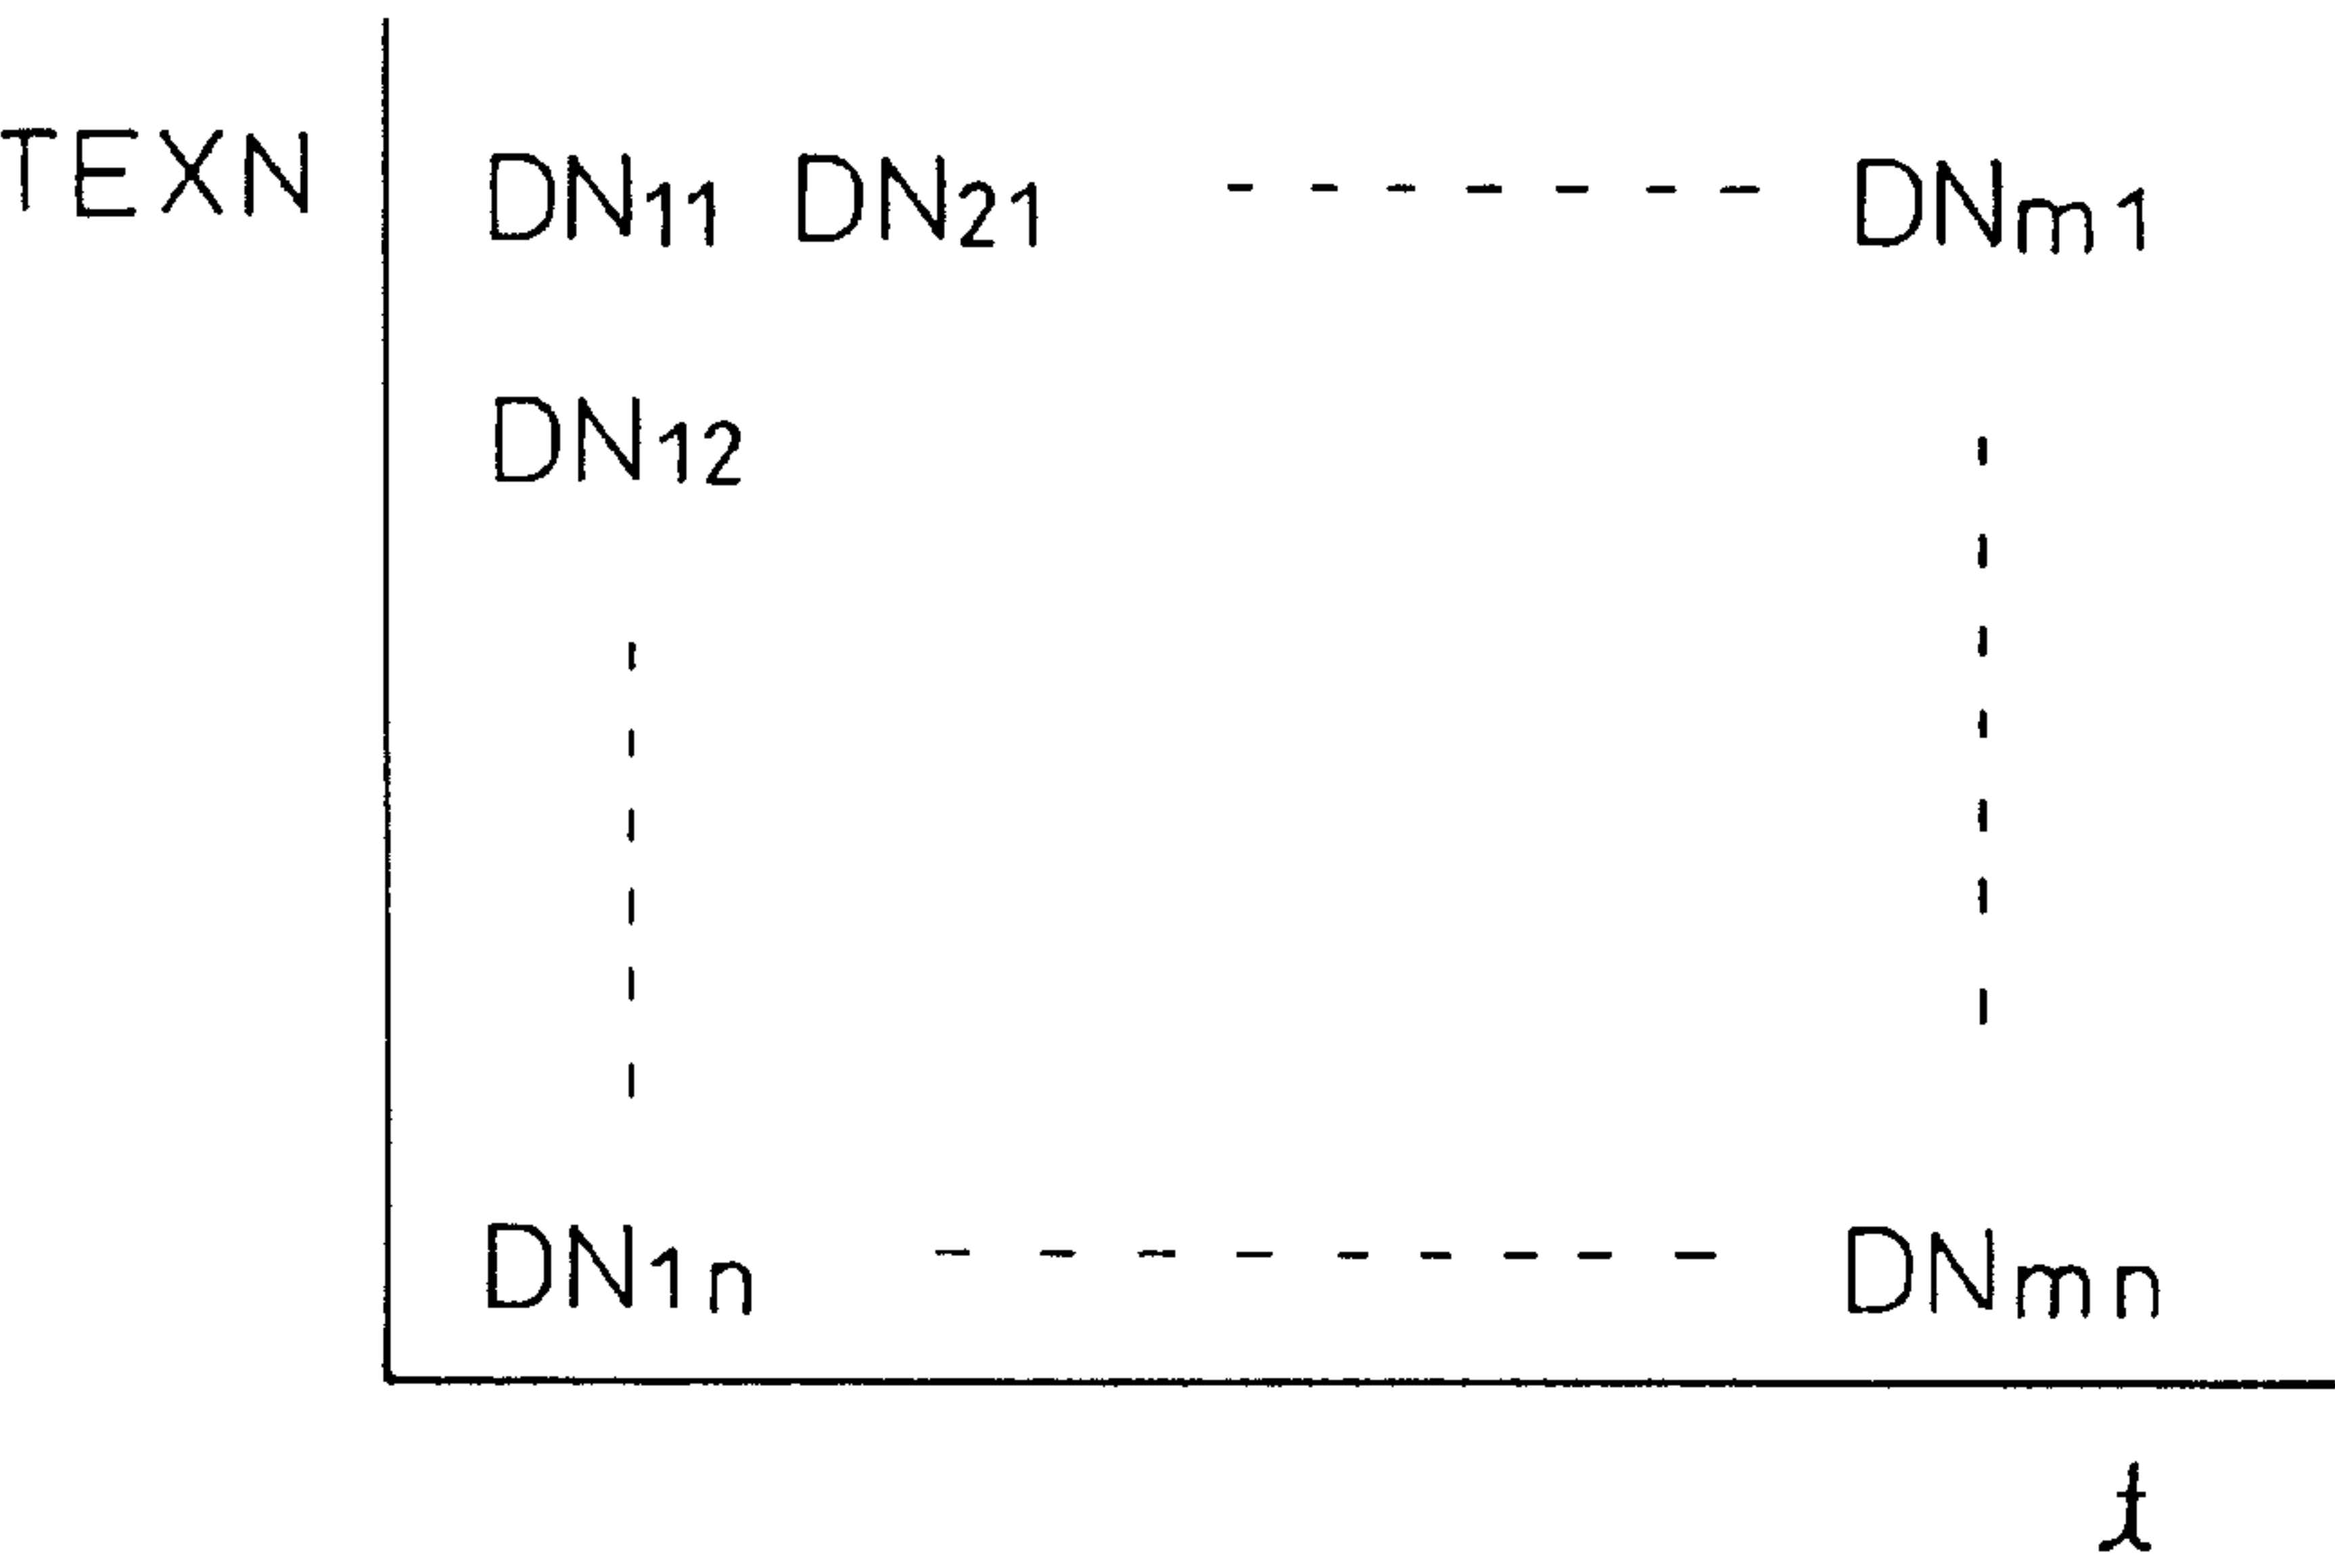 TEXN
DN11 DN21 - - - - - - - DNm1
DN12
DN1n - - - - - - - - - DNmn
t